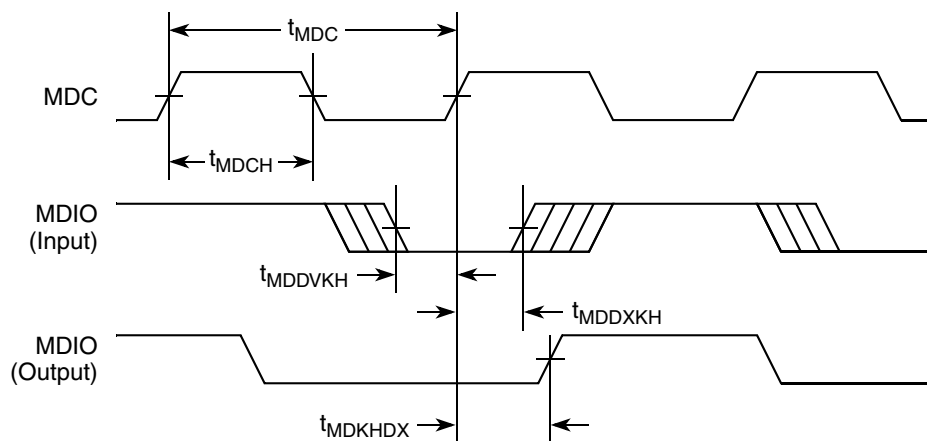 tMDC
MDC
tMDCH
MDIO
(Input)
tMDDVKH
tMDDXKH
MDIO
(Output)
tMDKHDX